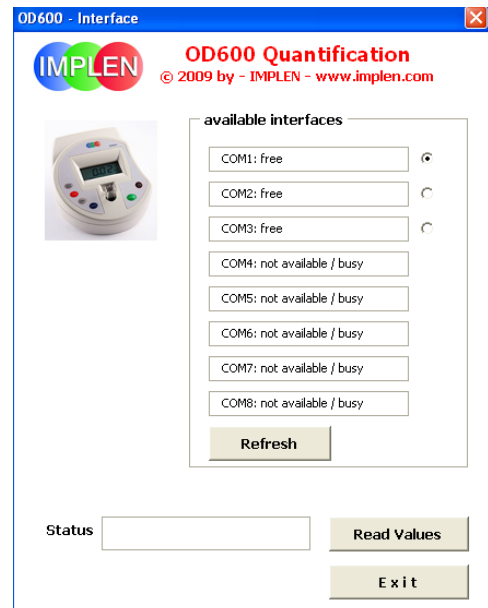 OD600 - Interface
IMPLEN
OD600 Quantification
© 2009 by - IMPLEN - www.implen.com
available interfaces
COM1: free
COM2: free
COM3: free
COM4: not available / busy
COM5: not available / busy
COM6: not available / busy
COM7: not available / busy
COM8: not available / busy
Refresh
Status
Read Values
E x i t